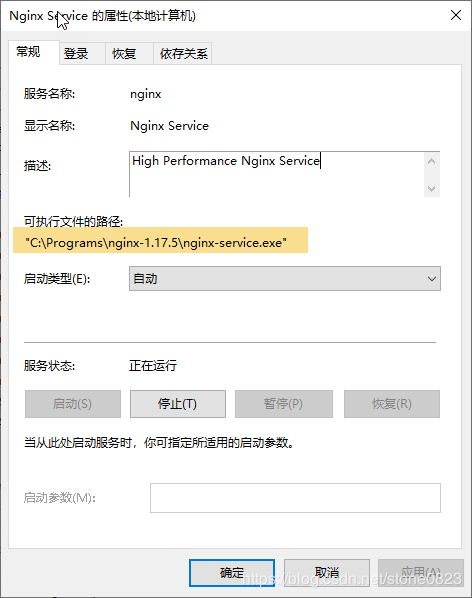 Nginx Service 的属性(本地计算机)
常规 登录 恢复 依存关系
服务名称: nginx
显示名称: Nginx Service
描述: High Performance Nginx Service
可执行文件的路径:
"C:\Programs\nginx-1.17.5\nginx-service.exe"
启动类型(E): 自动
服务状态: 正在运行
启动(S) 停止(T) 暂停(P) 恢复(R)
当从此处启动服务时，你可指定所适用的启动参数。
启动参数(M):
确定 取消 应用(A)
https://blog.csdn.net/stone0823